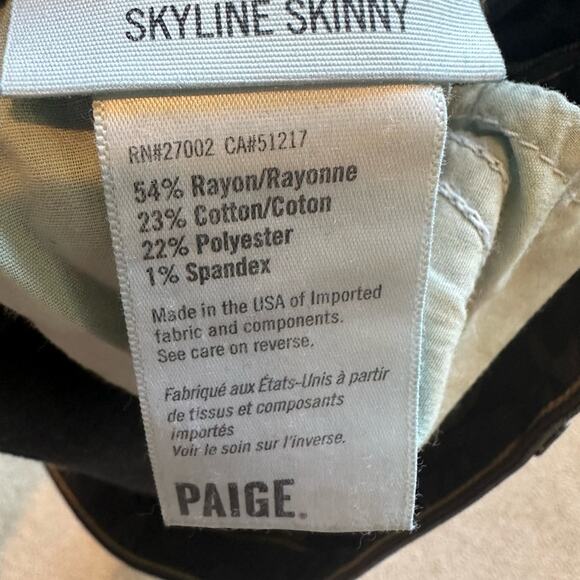 SKYLINE SKINNY
RN#27002 CA#51217
54% Rayon/Rayonne
23% Cotton/Coton
22% Polyester
1% Spandex
Made in the USA of Imported
fabric and components.
See care on reverse.
Fabriqué aux États-Unis à partir
de tissus et composants
importés
Voir le soin sur l'inverse.
PAIGE.